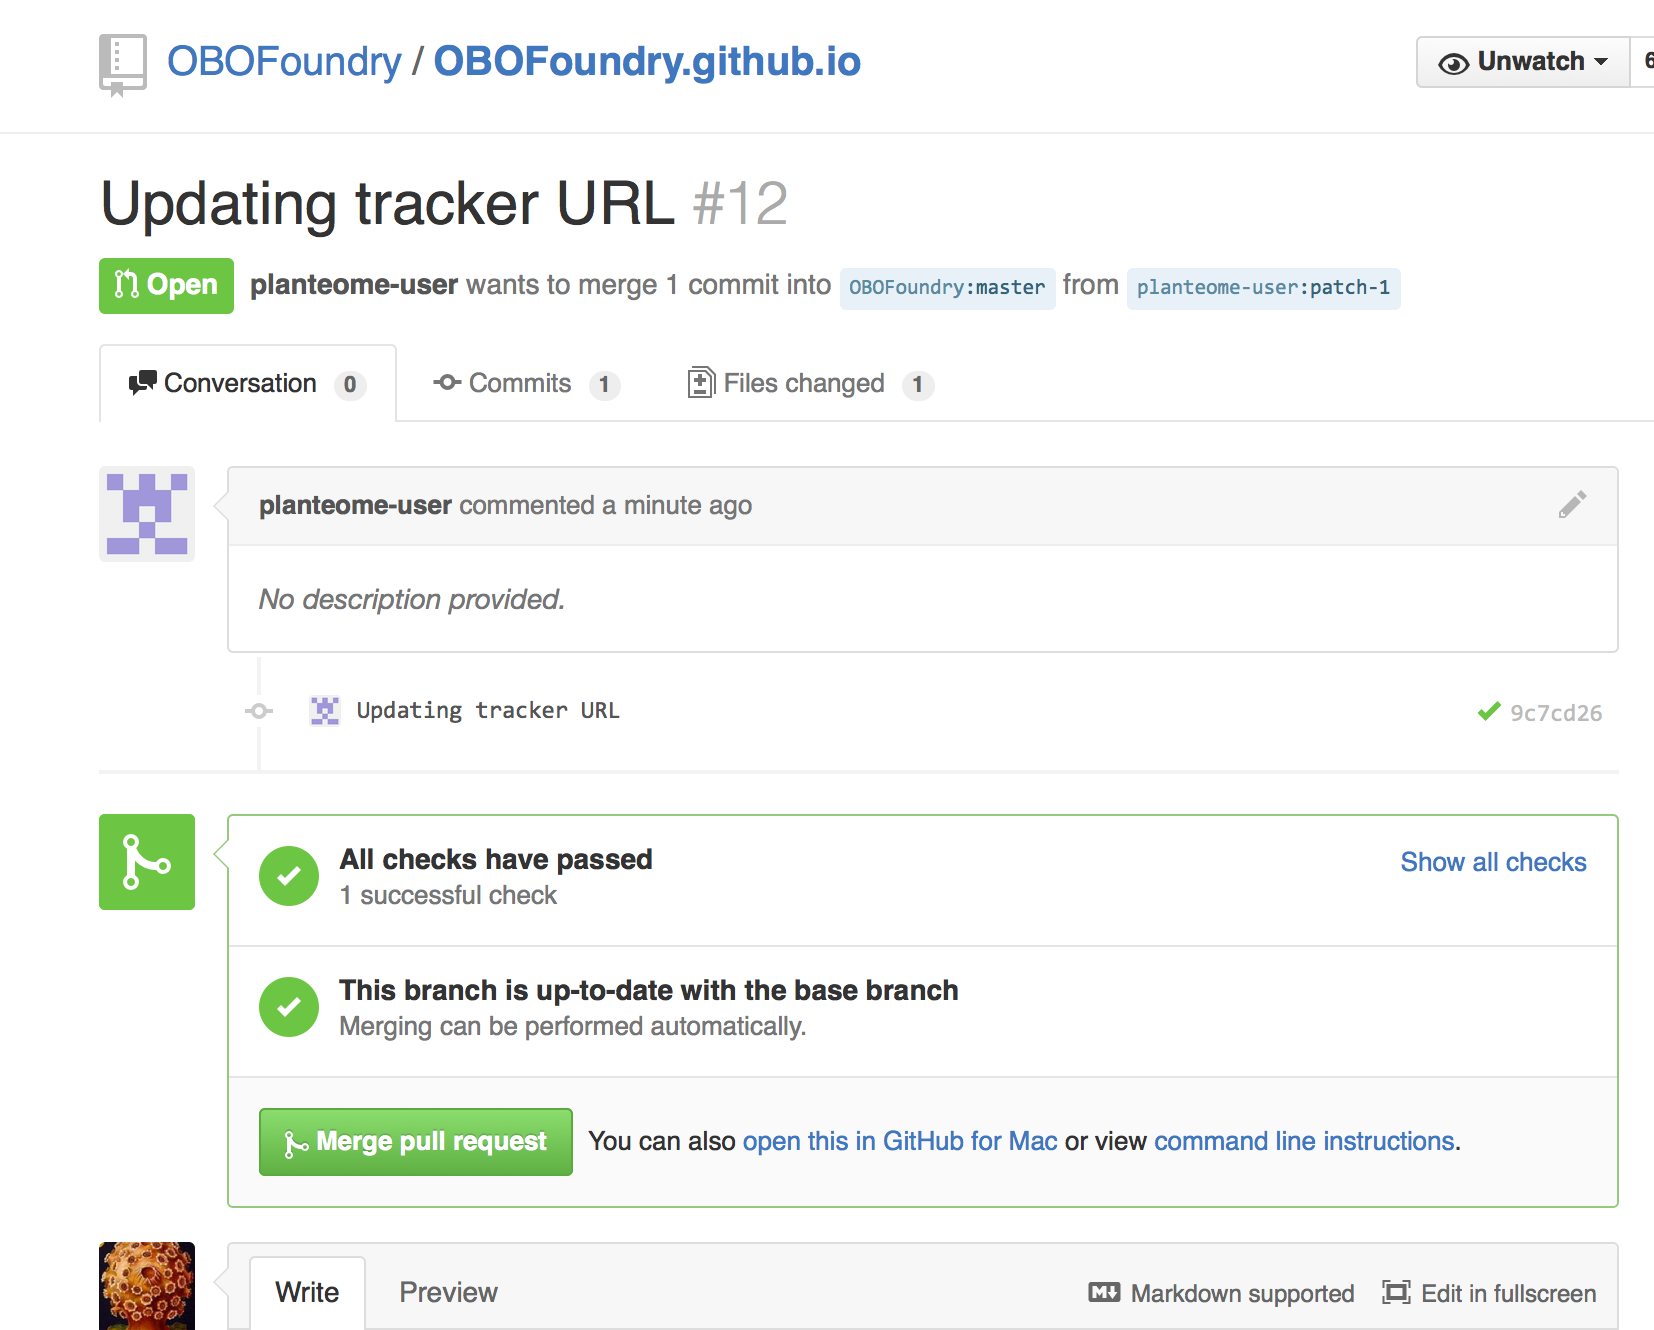 OBOFoundry / OBOFoundry.github.io
Unwatch
Updating tracker URL #12
Open planteome-user wants to merge 1 commit into OBOFoundry:master from planteome-user:patch-1
Conversation 0 Commits 1 Files changed 1
planteome-user commented a minute ago
No description provided.
Updating tracker URL 9c7cd26
All checks have passed
Show all checks
1 successful check
This branch is up-to-date with the base branch
Merging can be performed automatically.
Merge pull request You can also open this in GitHub for Mac or view command line instructions.
Write Preview Markdown supported Edit in fullscreen